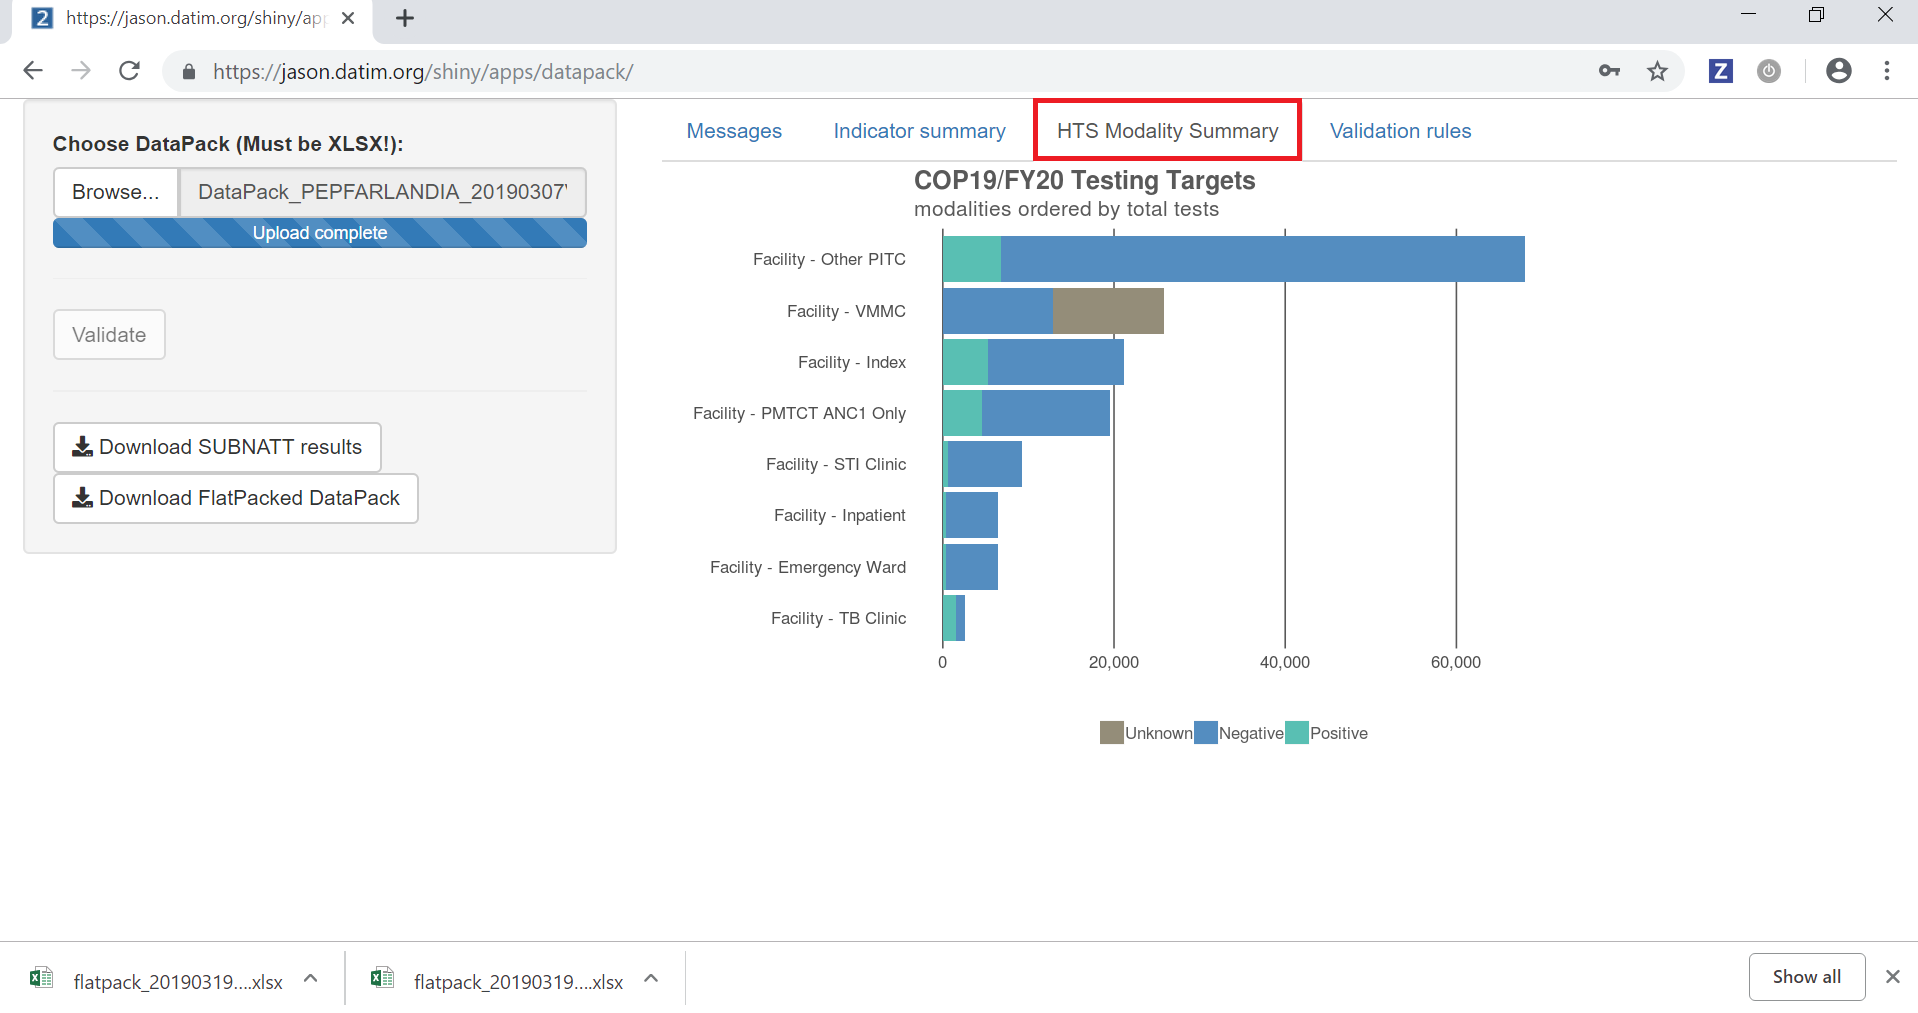 https://jason.datim.org/shiny/app
https://jason.datim.org/shiny/apps/datapack/
Choose DataPack (Must be XLSX!):
Browse... DataPack_PEPFARLANDIA_20190307
Upload complete
Validate
Download SUBNATT results
Download FlatPacked DataPack
Messages Indicator summary HTS Modality Summary Validation rules
COP19/FY20 Testing Targets
modalities ordered by total tests
Facility - Other PITC
Facility - VMMC
Facility - Index
Facility - PMTCT ANC1 Only
Facility - STI Clinic
Facility - Inpatient
Facility - Emergency Ward
Facility - TB Clinic
0 20,000 40,000 60,000
Unknown Negative Positive
flatpack_20190319....xlsx flatpack_20190319....xlsx Show all